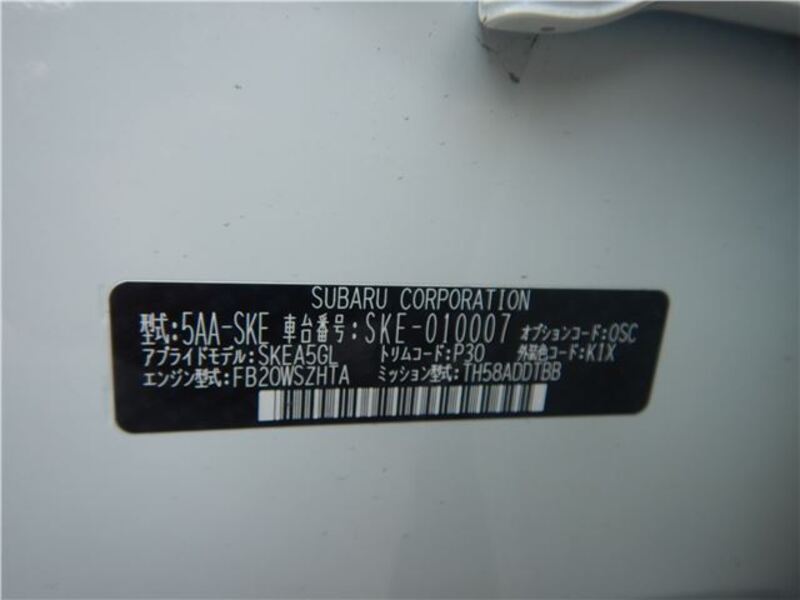 SUBARU CORPORATION
型式:5AA-SKE 車台番号:SKE-010007 オプションコード:OSC
アプライドモデル:SKEA5GL トリムコード:P30 外装色コード:K1X
エンジン型式:FB20WSZHTA ミッション型式:TH58ADDTBB